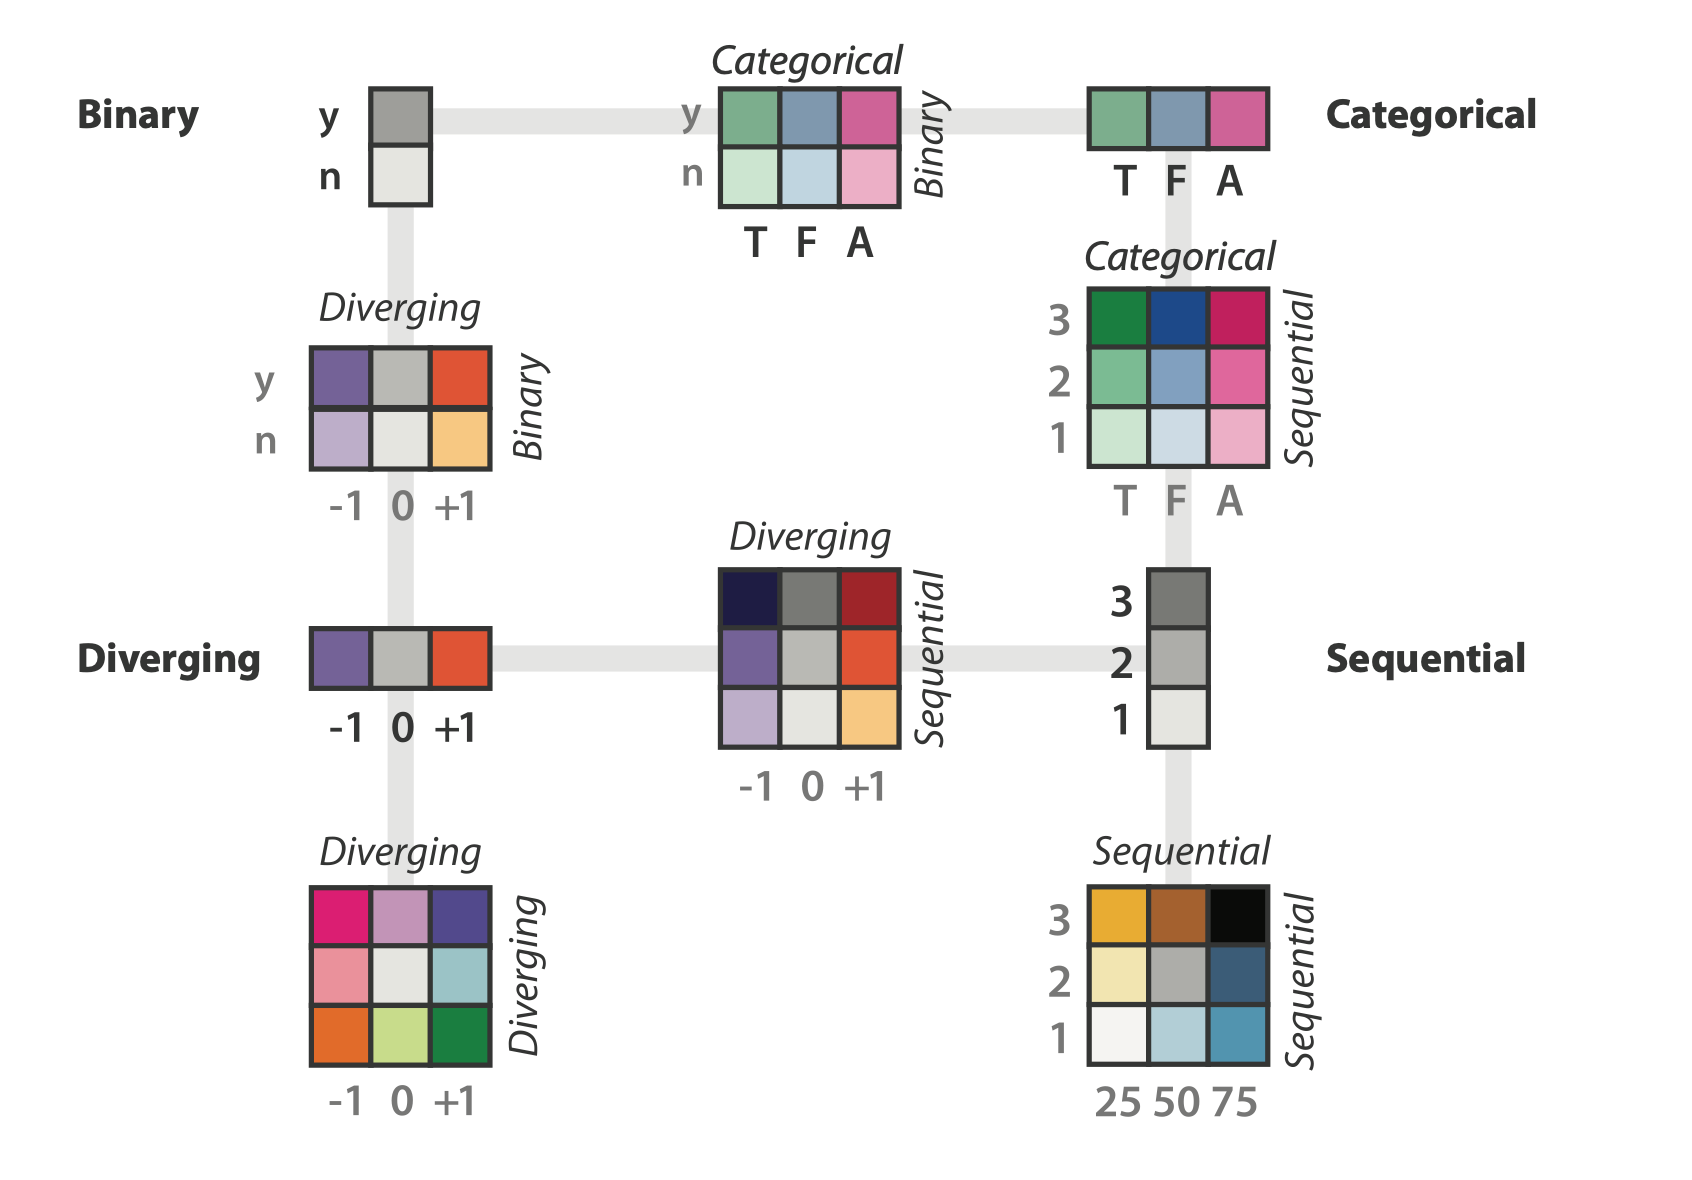 Categorical
Binary
y
n
y
n
Binary
T F A
T F A
Categorical
Categorical
Diverging
y
n
Binary
-1 0 +1
3
2
1
Sequential
T F A
Diverging
Sequential
-1 0 +1
Diverging
-1 0 +1
3
2
1
Sequential
Diverging
Diverging
-1 0 +1
Sequential
3
2
1
Sequential
25 50 75